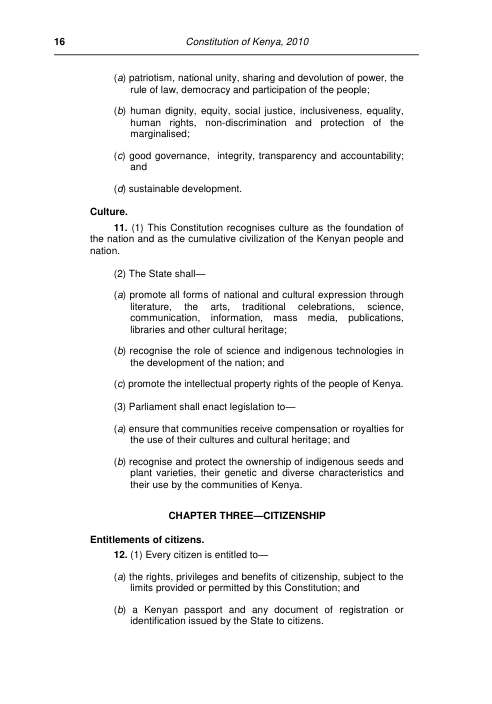 16
Constitution of Kenya, 2010
(a) patriotism, national unity, sharing and devolution of power, the
rule of law, democracy and participation of the people;
(b) human dignity, equity, social justice, inclusiveness, equality,
human rights, non-discrimination and protection of the
marginalised;
(c) good governance, integrity, transparency and accountability;
and
(d) sustainable development.
Culture.
11. (1) This Constitution recognises culture as the foundation of
the nation and as the cumulative civilization of the Kenyan people and
nation.
(2) The State shall—
(a) promote all forms of national and cultural expression through
literature, the arts, traditional celebrations, science,
communication, information, mass media, publications,
libraries and other cultural heritage;
(b) recognise the role of science and indigenous technologies in
the development of the nation; and
(c) promote the intellectual property rights of the people of Kenya.
(3) Parliament shall enact legislation to—
(a) ensure that communities receive compensation or royalties for
the use of their cultures and cultural heritage; and
(b) recognise and protect the ownership of indigenous seeds and
plant varieties, their genetic and diverse characteristics and
their use by the communities of Kenya.
CHAPTER THREE—CITIZENSHIP
Entitlements of citizens.
12. (1) Every citizen is entitled to—
(a) the rights, privileges and benefits of citizenship, subject to the
limits provided or permitted by this Constitution; and
(b) a Kenyan passport and any document of registration or
identification issued by the State to citizens.